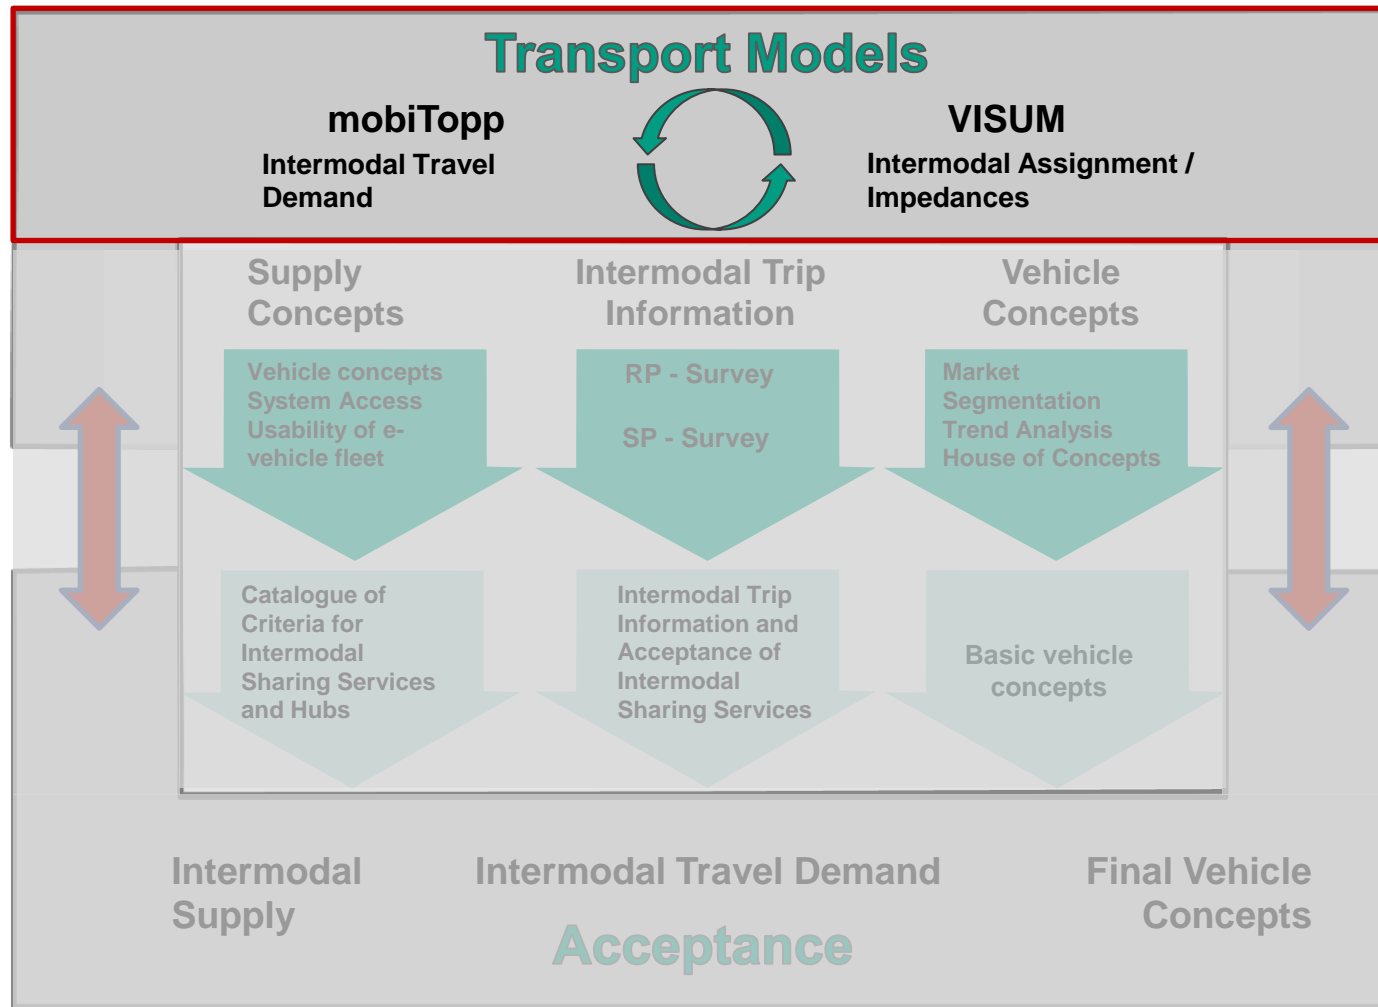 Transport Models
mobiTopp
Intermodal Travel
Demand
VISUM
Intermodal Assignment /
Impedances
Supply
Concepts
Intermodal Trip
Information
Vehicle
Concepts
Vehicle concepts
System Access
Usability of e-
vehicle fleet
RP - Survey
SP - Survey
Market
Segmentation
Trend Analysis
House of Concepts
Catalogue of
Criteria for
Intermodal
Sharing Services
and Hubs
Intermodal Trip
Information and
Acceptance of
Intermodal
Sharing Services
Basic vehicle
concepts
Intermodal
Supply
Intermodal Travel Demand
Final Vehicle
Concepts
Acceptance